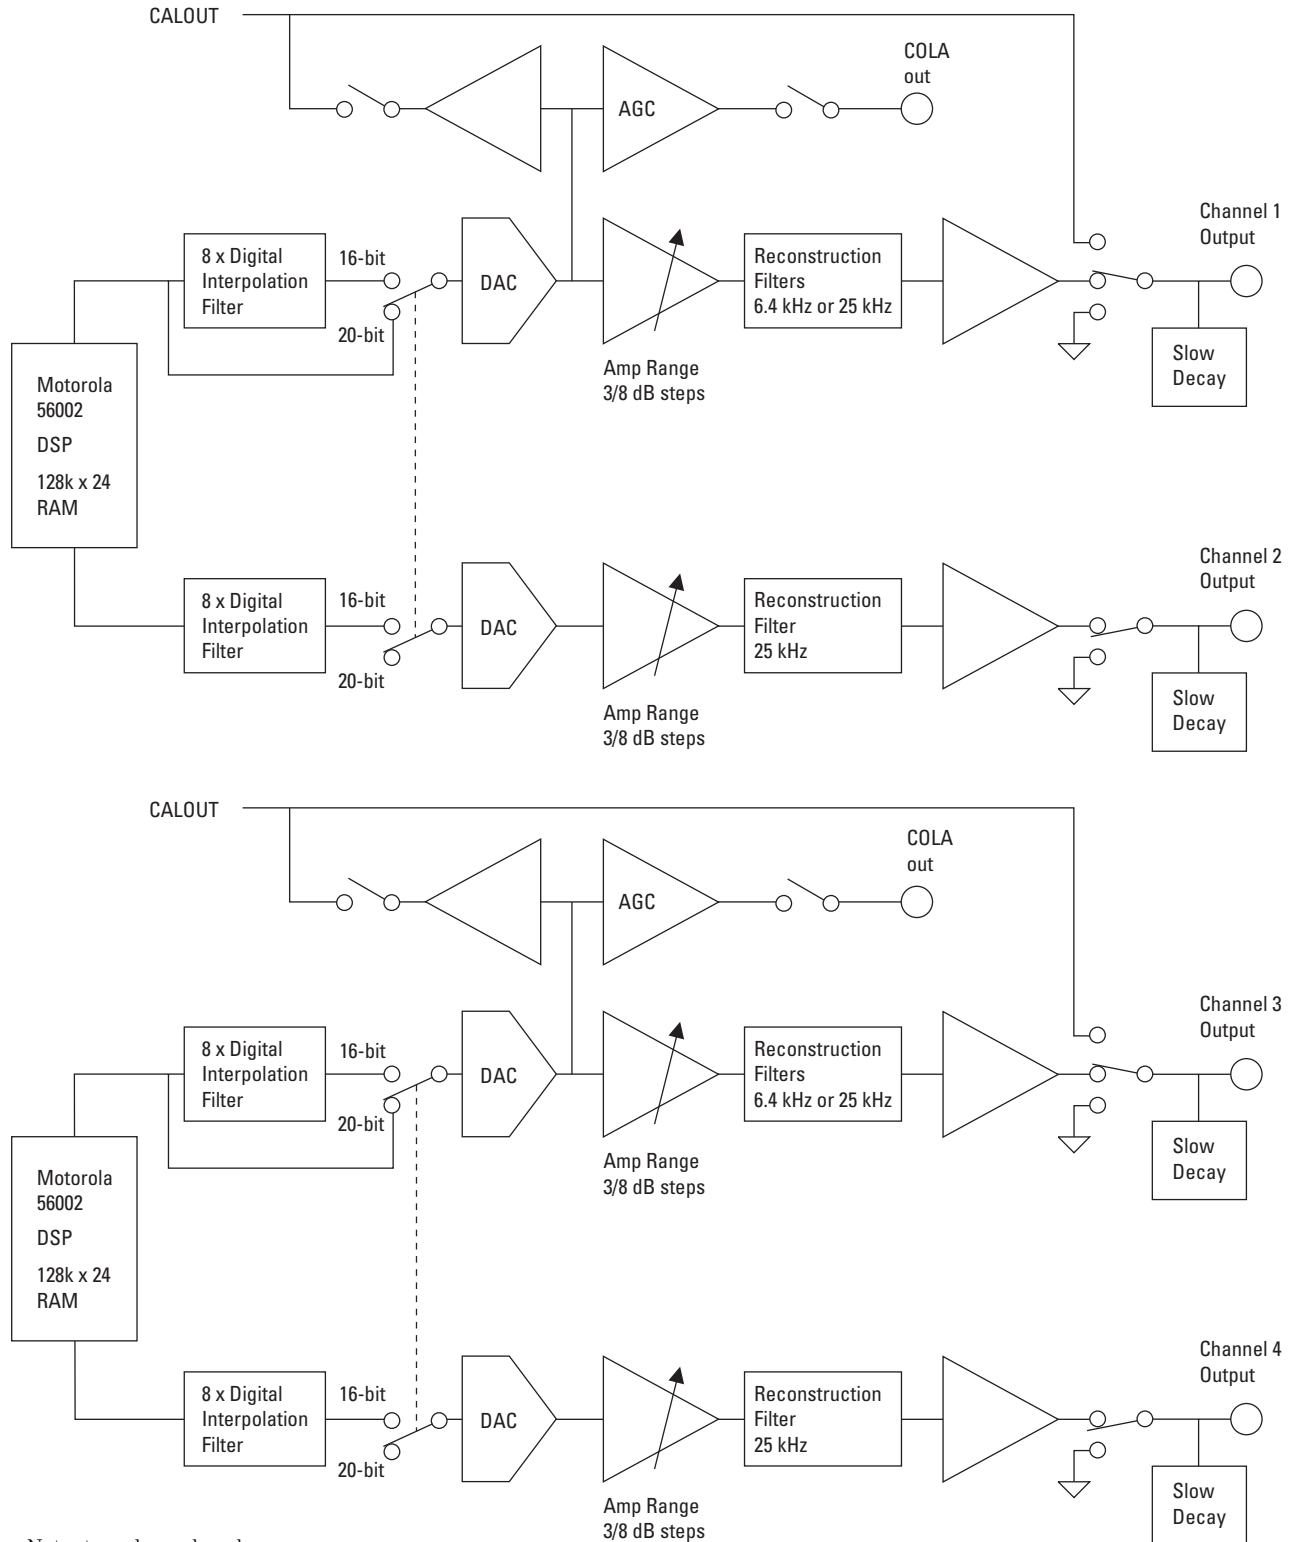 CALOUT
COLA
out
AGC
Channel 1
Output
8 x Digital
Interpolation
Filter
16-bit
20-bit
DAC
Reconstruction
Filters
6.4 kHz or 25 kHz
Amp Range
3/8 dB steps
Slow
Decay
Motorola
56002
DSP
128k x 24
RAM
Channel 2
Output
8 x Digital
Interpolation
Filter
16-bit
20-bit
DAC
Reconstruction
Filter
25 kHz
Amp Range
3/8 dB steps
Slow
Decay
CALOUT
COLA
out
AGC
Channel 3
Output
8 x Digital
Interpolation
Filter
16-bit
20-bit
DAC
Reconstruction
Filters
6.4 kHz or 25 kHz
Amp Range
3/8 dB steps
Slow
Decay
Motorola
56002
DSP
128k x 24
RAM
Channel 4
Output
8 x Digital
Interpolation
Filter
16-bit
20-bit
DAC
Reconstruction
Filter
25 kHz
Amp Range
3/8 dB steps
Slow
Decay